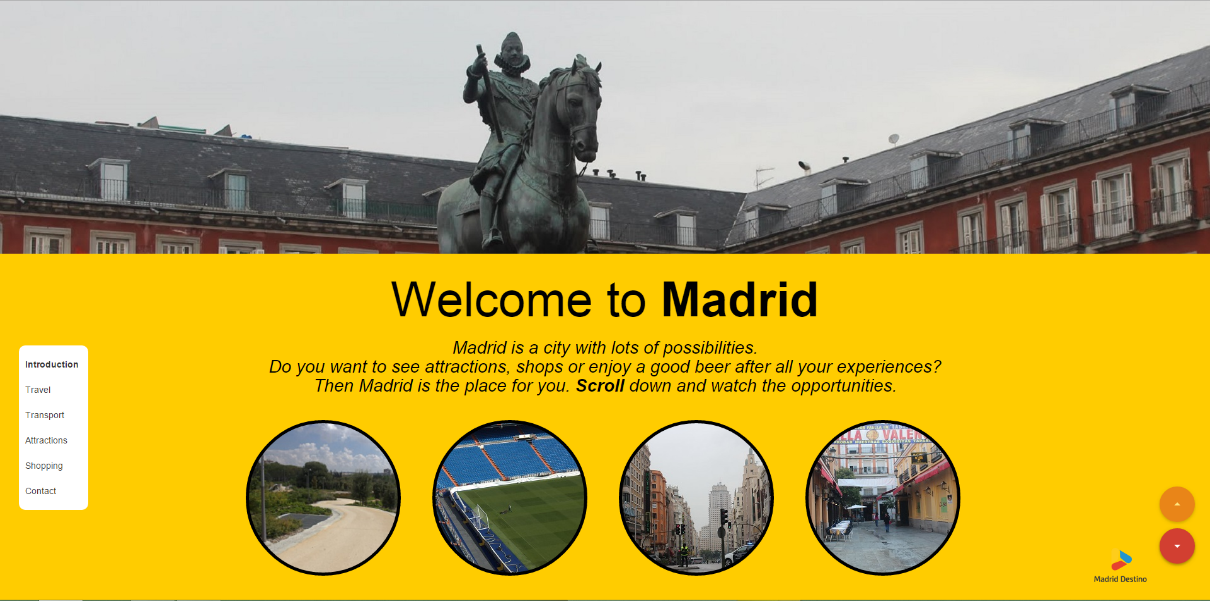 Welcome to Madrid
Madrid is a city with lots of possibilities.
Do you want to see attractions, shops or enjoy a good beer after all your experiences?
Then Madrid is the place for you. Scroll down and watch the opportunities.
Introduction
Travel
Transport
Attractions
Shopping
Contact
Madrid Destino